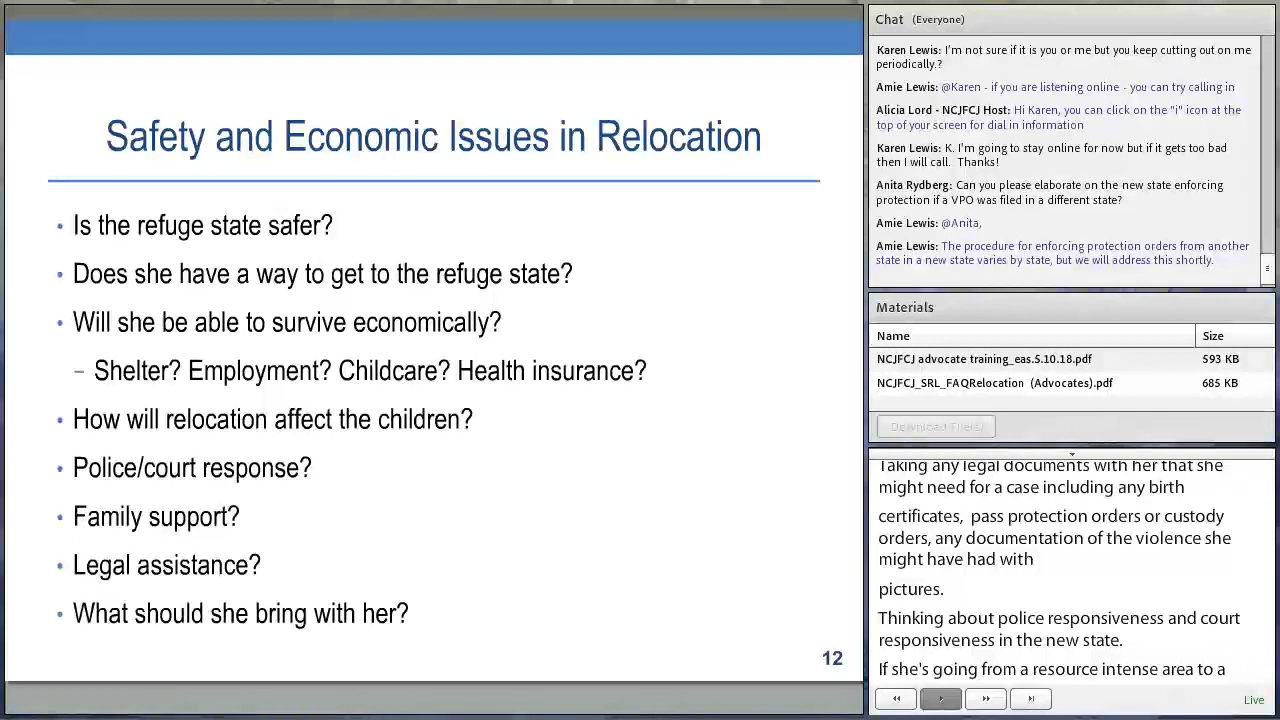 Safety and Economic Issues in Relocation
• Is the refuge state safer?
• Does she have a way to get to the refuge state?
• Will she be able to survive economically?
– Shelter? Employment? Childcare? Health insurance?
• How will relocation affect the children?
• Police/court response?
• Family support?
• Legal assistance?
• What should she bring with her?
12
Chat (Everyone)
Karen Lewis: I'm not sure if it is you or me but you keep cutting out on me
periodically.?
Amie Lewis: @Karen - if you are listening online - you can try calling in
Alicia Lord - NCJFCJ Host: Hi Karen, you can click on the "i" icon at the
top of your screen for dial in information
Karen Lewis: K. I'm going to stay online for now but if it gets too bad
then I will call. Thanks!
Anita Rydberg: Can you please elaborate on the new state enforcing
protection if a VPO was filed in a different state?
Amie Lewis: @Anita,
Amie Lewis: The procedure for enforcing protection orders from another
state in a new state varies by state, but we will address this shortly.
Materials
Name Size
NCJFCJ advocate training_eas.5.10.18.pdf 593 KB
NCJFCJ_SRL_FAQRelocation (Advocates).pdf 685 KB
Download File(s)
Taking any legal documents with her that she
might need for a case including any birth
certificates, pass protection orders or custody
orders, any documentation of the violence she
might have had with
pictures.
Thinking about police responsiveness and court
responsiveness in the new state.
If she's going from a resource intense area to a
Live